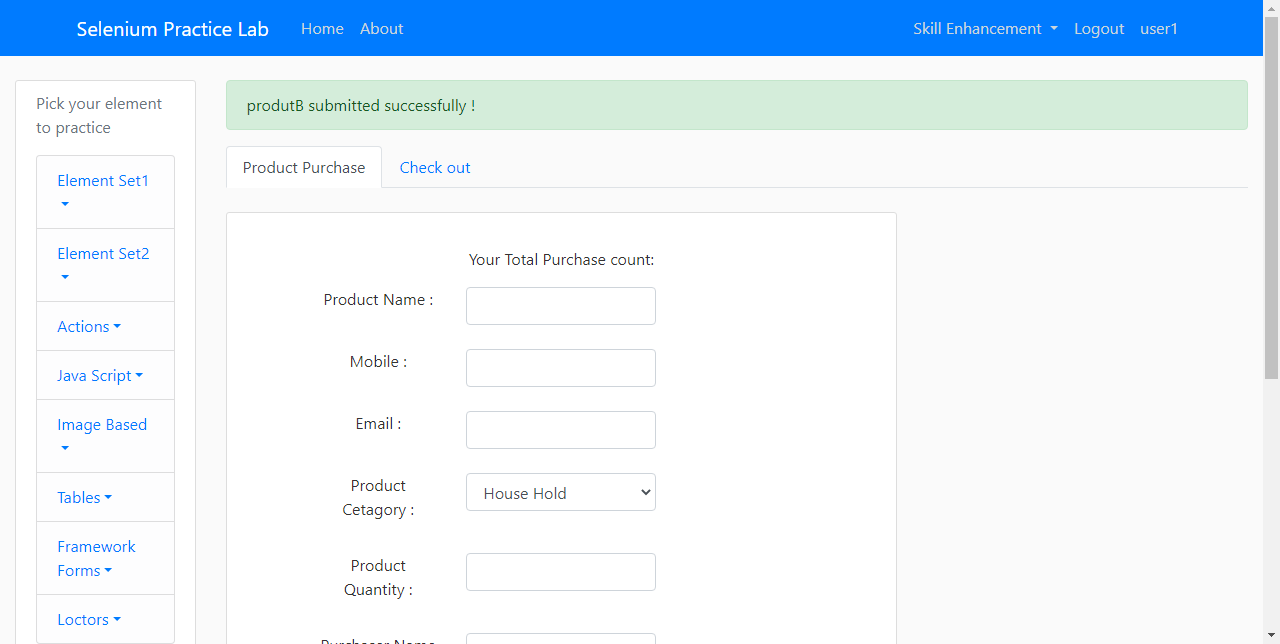 Selenium Practice Lab
Home
About
Skill Enhancement
Logout
user1
Pick your element
to practice
Element Set1
Element Set2
Actions
Java Script
Image Based
Tables
Framework
Forms
Loctors
produtB submitted successfully !
Product Purchase
Check out
Your Total Purchase count:
Product Name :
Mobile :
Email :
Product
Cetagory :
House Hold
Product
Quantity :
Purchaser Name